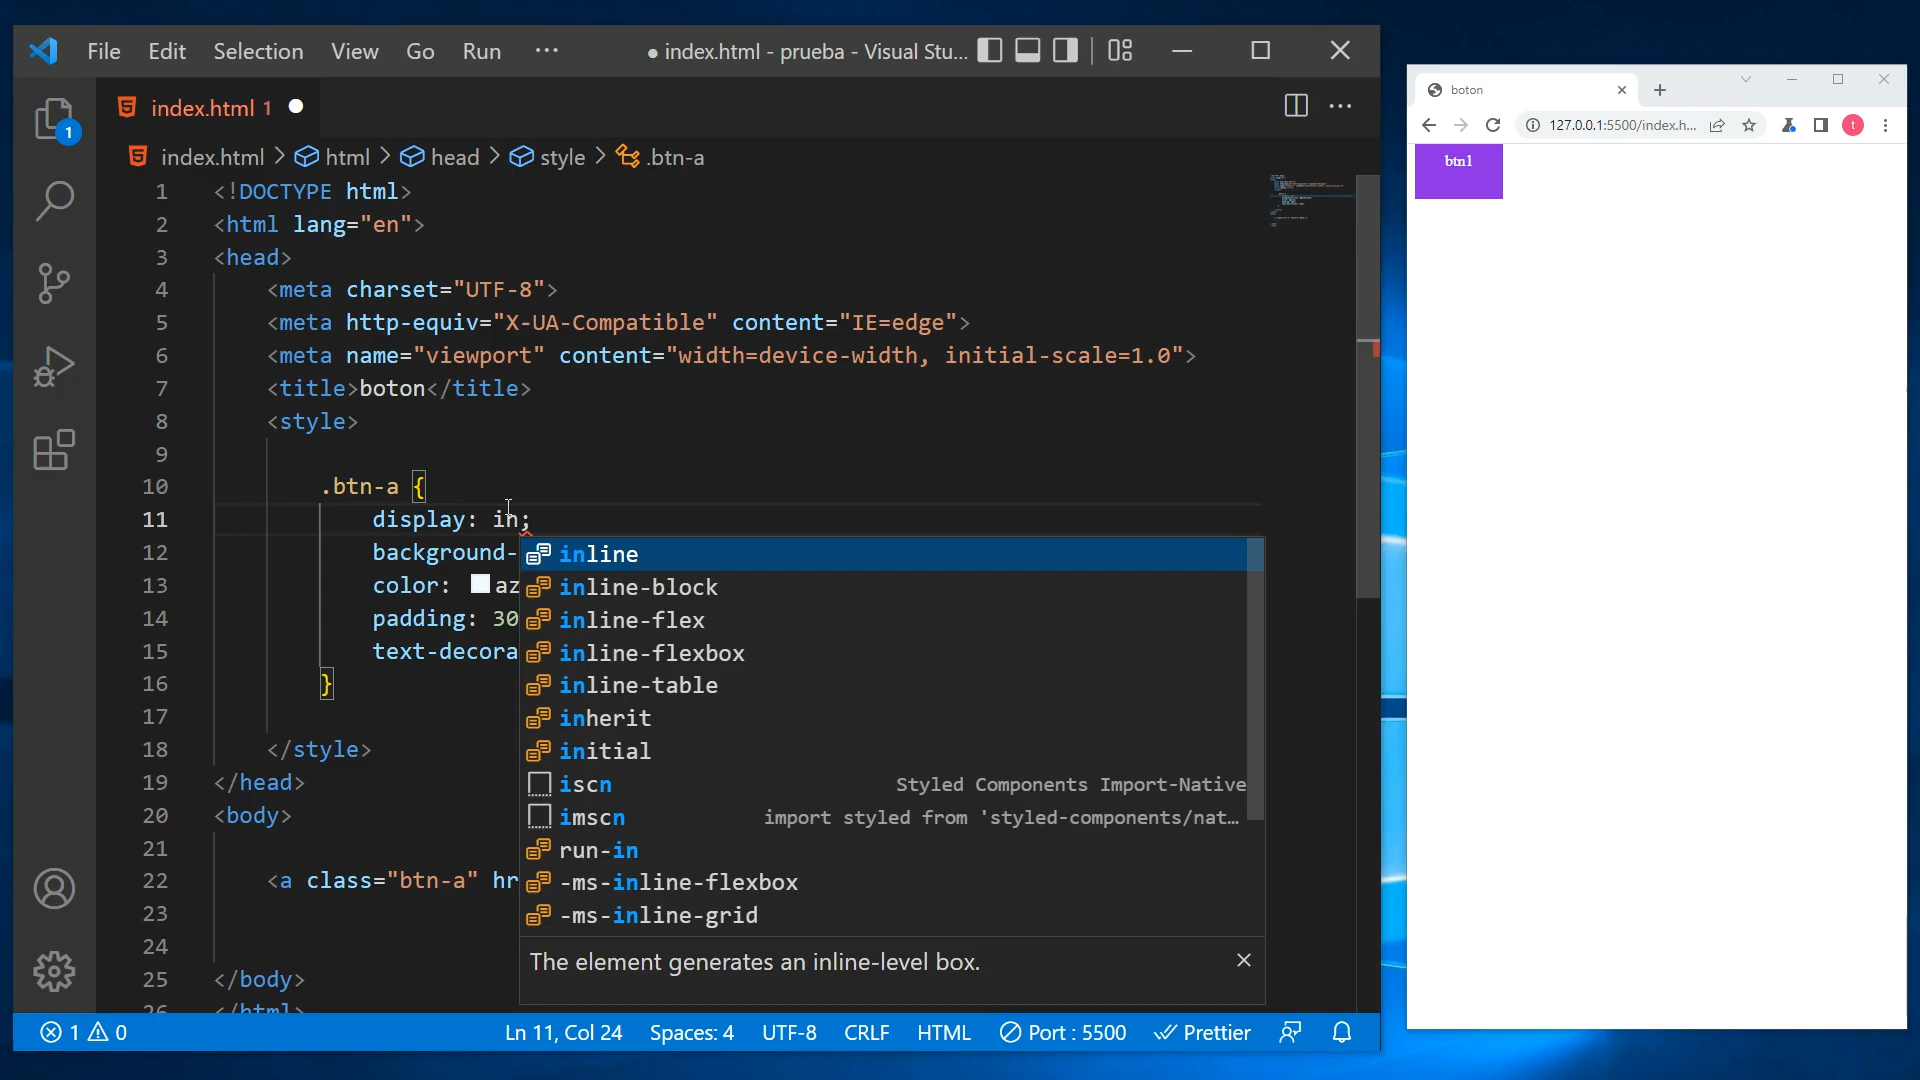 File Edit Selection View Go Run ··· ● index.html - prueba - Visual Stu...
index.html 1 ●
index.html > html > head > style > .btn-a
1 <!DOCTYPE html>
2 <html lang="en">
3 <head>
4 <meta charset="UTF-8">
5 <meta http-equiv="X-UA-Compatible" content="IE=edge">
6 <meta name="viewport" content="width=device-width, initial-scale=1.0">
7 <title>boton</title>
8 <style>
9
10 .btn-a {
11 display: in;
12 background-
13 color: az
14 padding: 30
15 text-decora
16 }
17
18 </style>
19 </head>
20 <body>
21
22 <a class="btn-a" hr
23
24
25 </body>
26 </html>
inline
inline-block
inline-flex
inline-flexbox
inline-table
inherit
initial
iscn Styled Components Import-Native
imscn import styled from 'styled-components/nat…
run-in
-ms-inline-flexbox
-ms-inline-grid
The element generates an inline-level box.
1 0 Ln 11, Col 24 Spaces: 4 UTF-8 CRLF HTML Port : 5500 Prettier
1
boton
127.0.0.1:5500/index.h... t
btn1